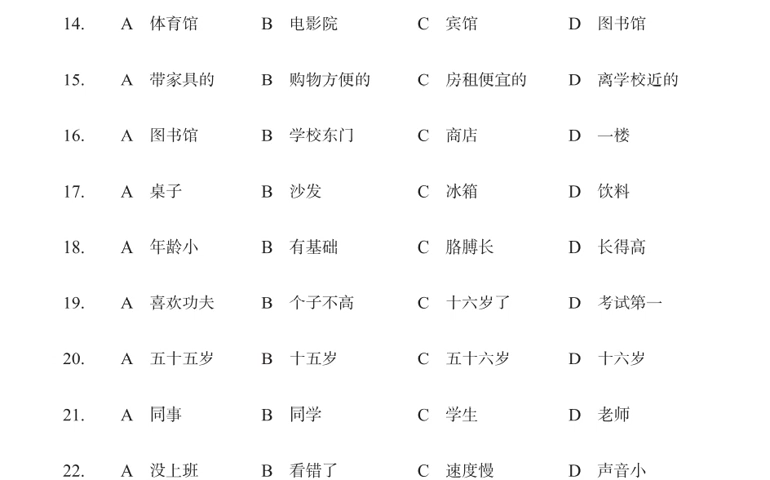 14. A 体育馆 B 电影院 C 宾馆 D 图书馆
15. A 带家具的 B 购物方便的 C 房租便宜的 D 离学校近的
16. A 图书馆 B 学校东门 C 商店 D 一楼
17. A 桌子 B 沙发 C 冰箱 D 饮料
18. A 年龄小 B 有基础 C 胳膊长 D 长得高
19. A 喜欢功夫 B 个子不高 C 十六岁了 D 考试第一
20. A 五十五岁 B 十五岁 C 五十六岁 D 十六岁
21. A 同事 B 同学 C 学生 D 老师
22. A 没上班 B 看错了 C 速度慢 D 声音小